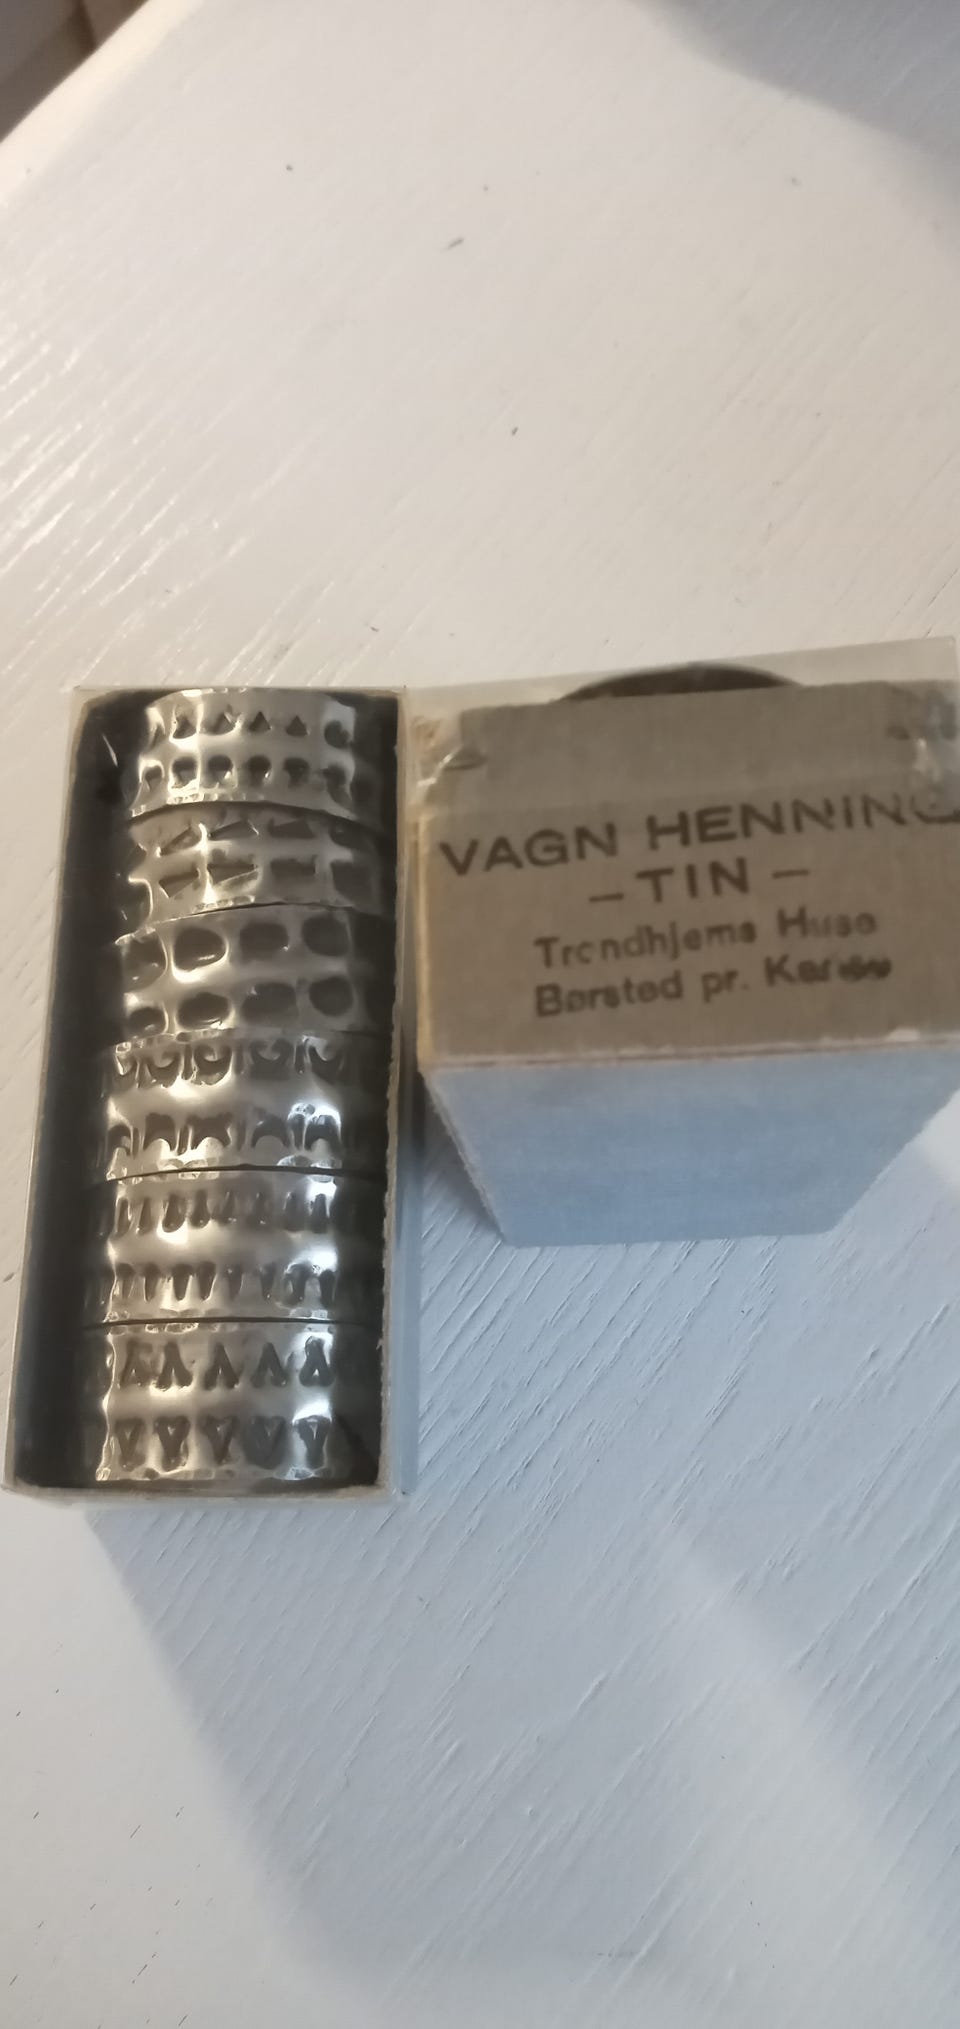 VAGN HENNING
– TIN –
Trondhjems Huse
Børsted pr.